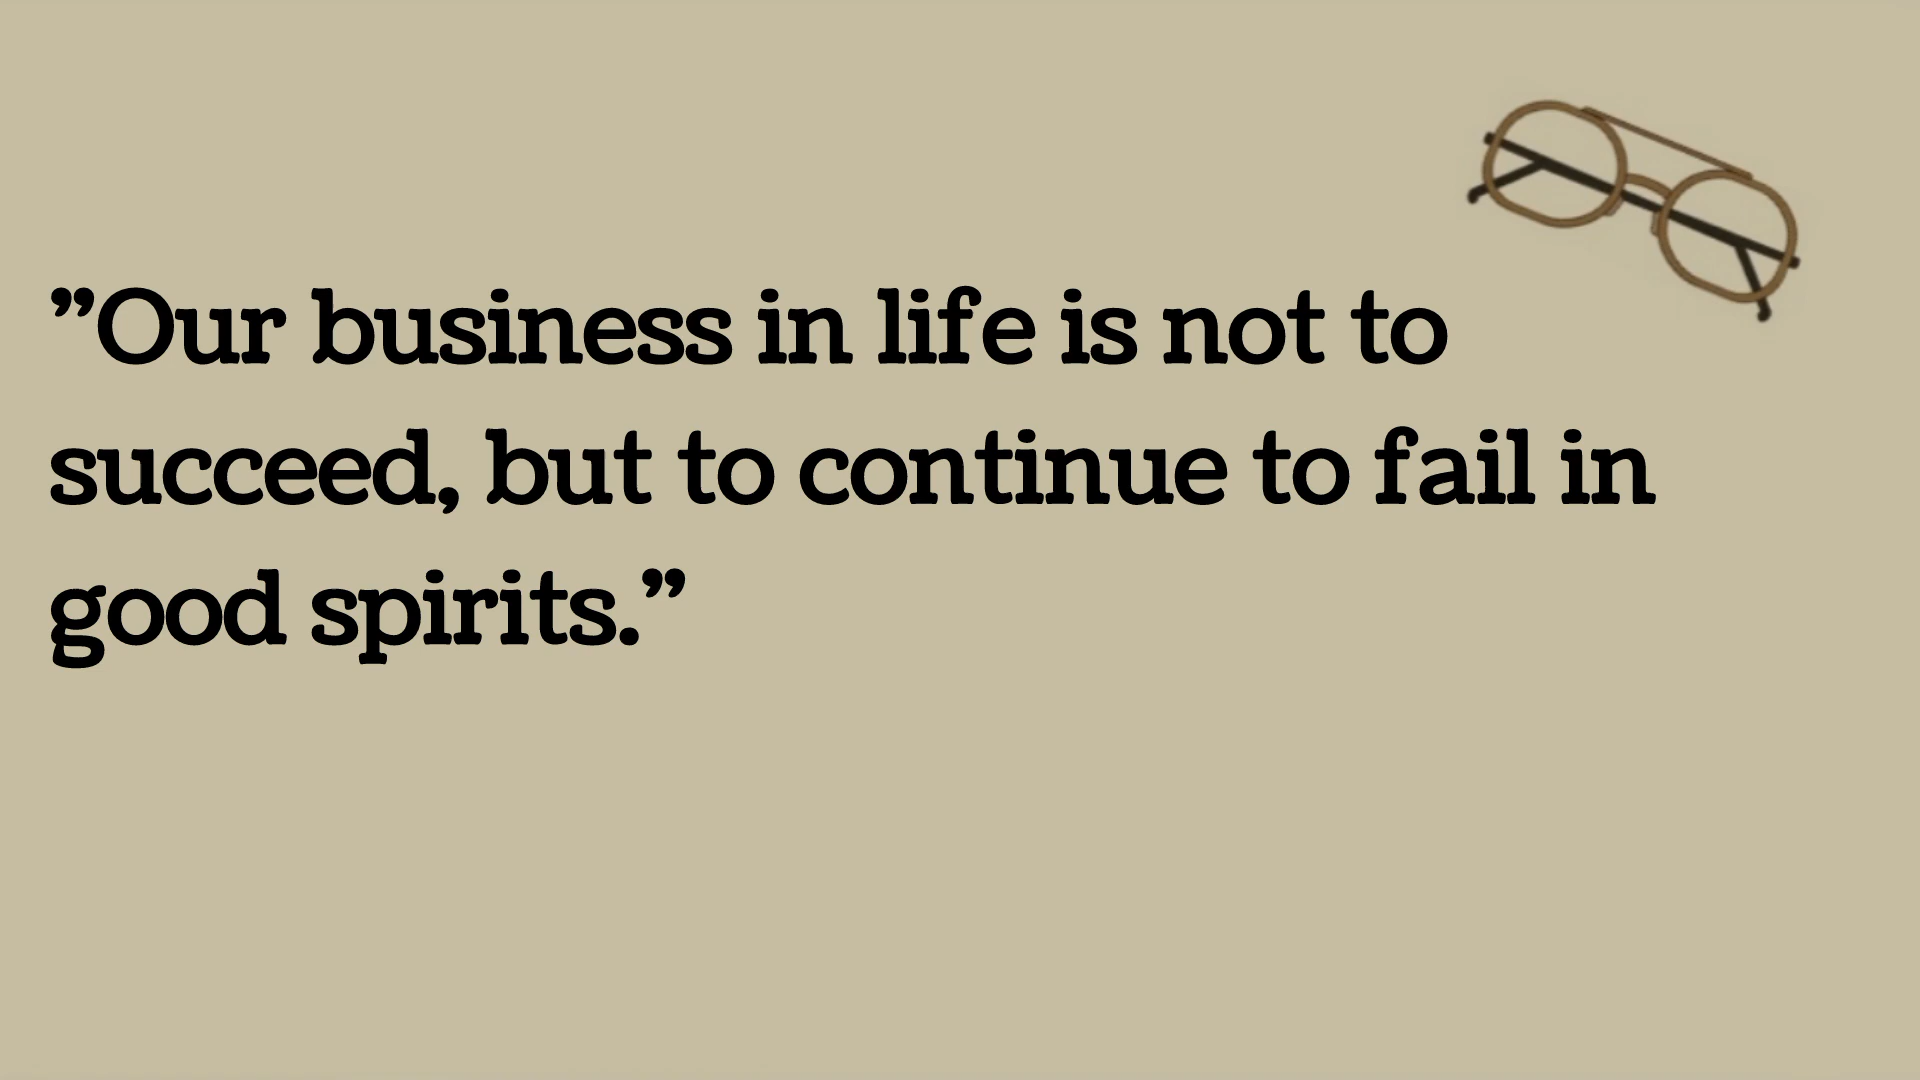 ”Our business in life is not to
succeed, but to continue to fail in
good spirits.”